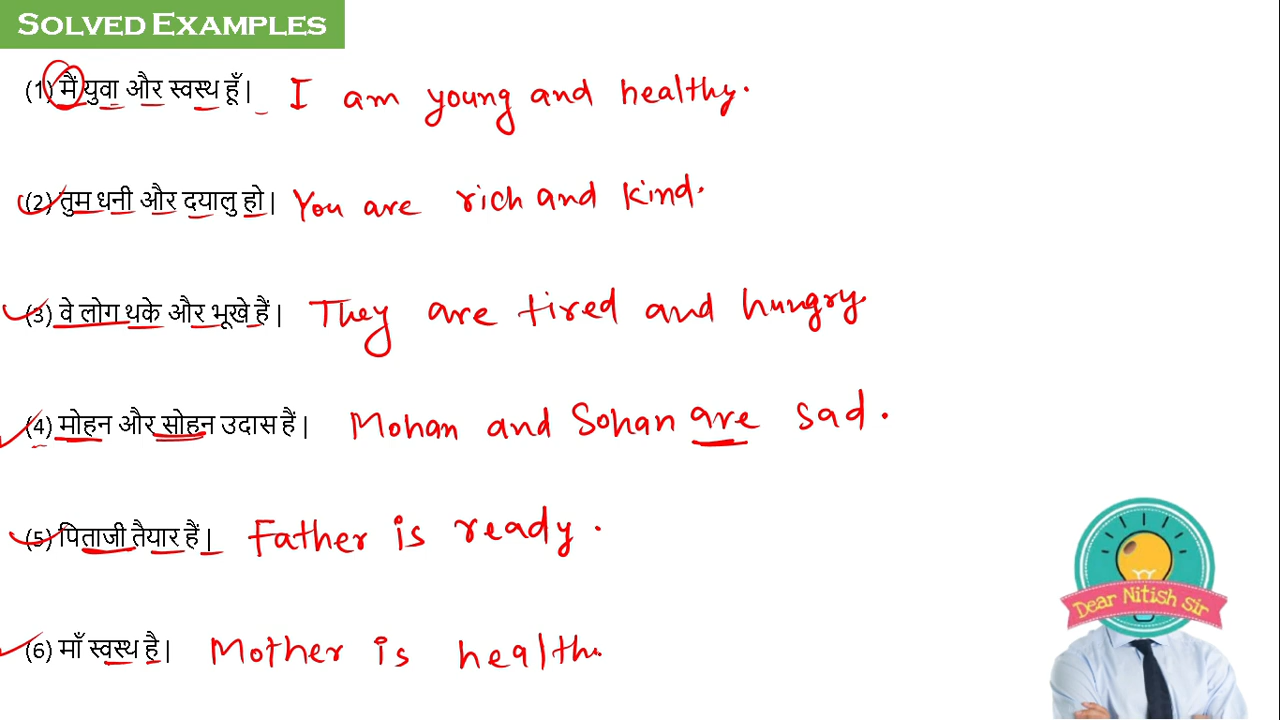 SOLVED EXAMPLES
(1) मैं युवा और स्वस्थ हूँ | I am young and healthy.
(2) तुम धनी और दयालु हो | You are rich and kind.
(3) वे लोग थके और भूखे हैं | They are tired and hungry.
(4) मोहन और सोहन उदास हैं | Mohan and Sohan are sad.
(5) पिताजी तैयार हैं | Father is ready.
Dear Nitish Sir
(6) माँ स्वस्थ है | Mother is